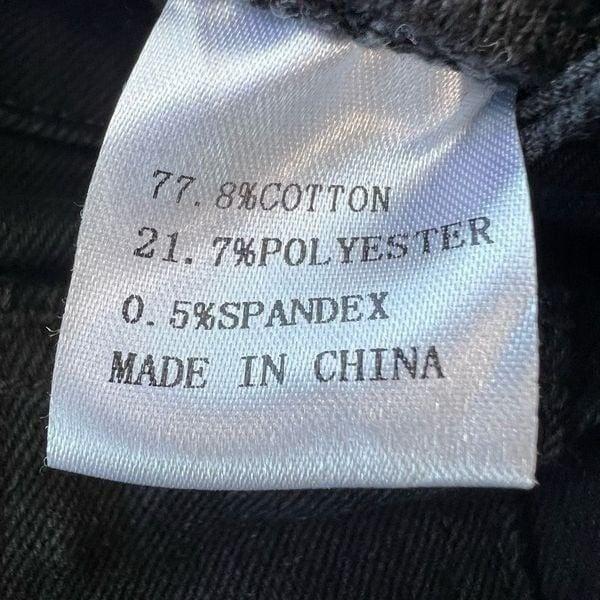 77.8%COTTON
21.7%POLYESTER
0.5%SPANDEX
MADE IN CHINA